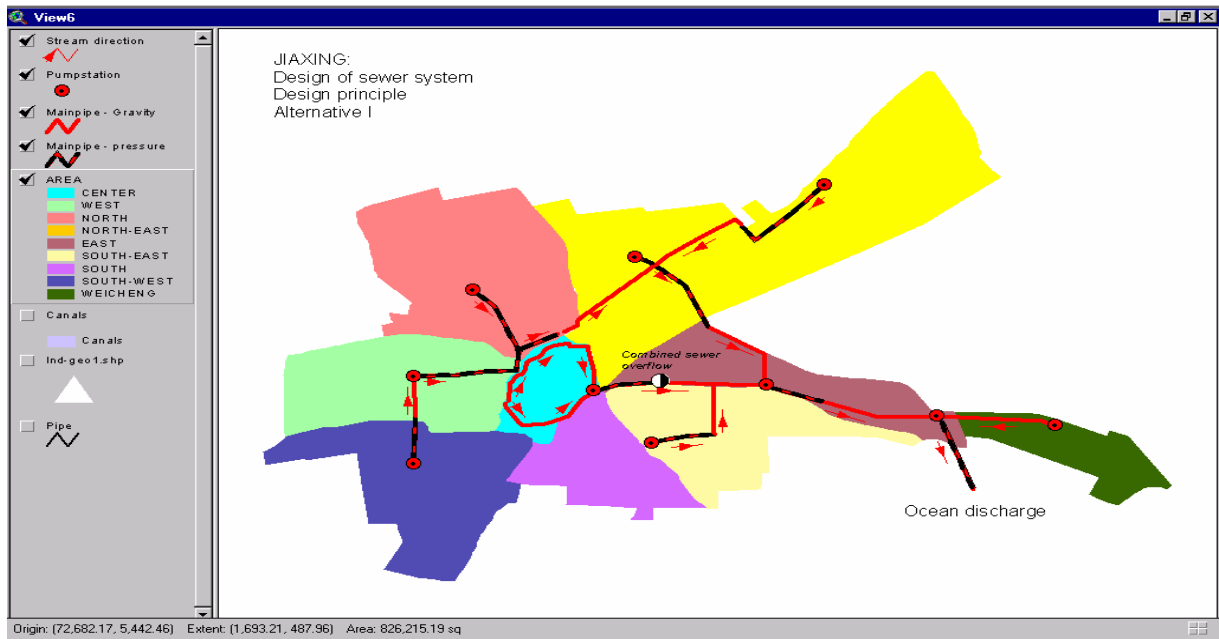 View6
Stream direction
Pumpstation
Mainpipe - Gravity
Mainpipe - pressure
AREA
CENTER
WEST
NORTH
NORTH-EAST
EAST
SOUTH-EAST
SOUTH
SOUTH-WEST
WEICHENG
Canals
Canals
lnd-geo1.shp
Pipe
JIAXING:
Design of sewer system
Design principle
Alternative I
Combined sewer
overflow
Ocean discharge
Origin: (72,682.17, 5,442.46) Extent: (1,693.21, 487.96) Area: 826,215.19 sq